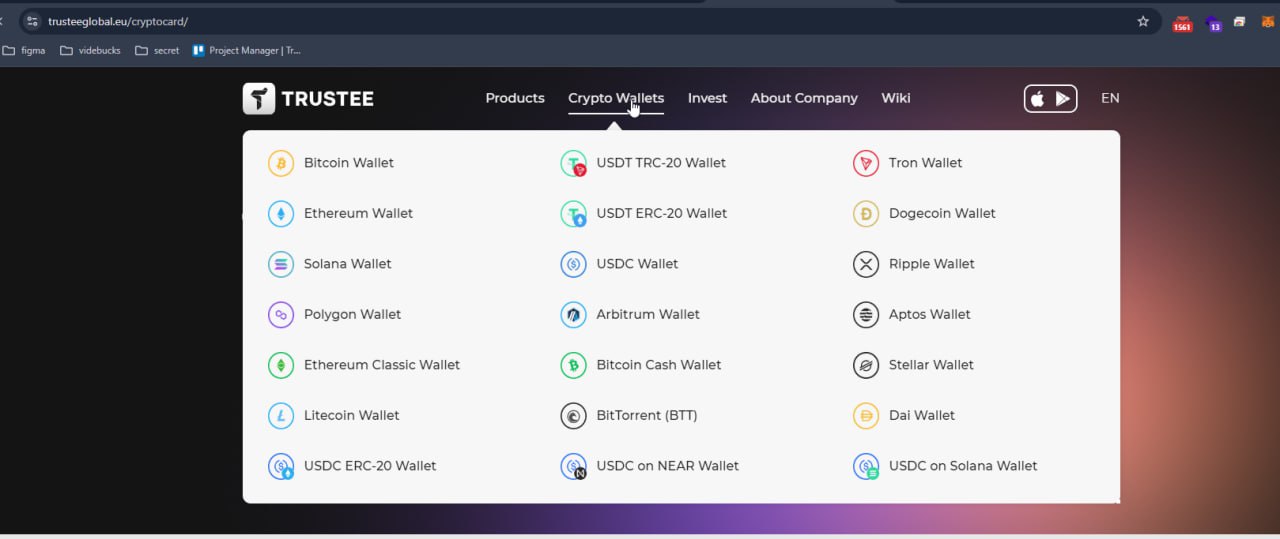 trusteeglobal.eu/cryptocard/
1561
13
figma
videbucks
secret
Project Manager | Tr...
TRUSTEE
Products
Crypto Wallets
Invest
About Company
Wiki
EN
Bitcoin Wallet
USDT TRC-20 Wallet
Tron Wallet
Ethereum Wallet
USDT ERC-20 Wallet
Dogecoin Wallet
Solana Wallet
USDC Wallet
Ripple Wallet
Polygon Wallet
Arbitrum Wallet
Aptos Wallet
Ethereum Classic Wallet
Bitcoin Cash Wallet
Stellar Wallet
Litecoin Wallet
BitTorrent (BTT)
Dai Wallet
USDC ERC-20 Wallet
USDC on NEAR Wallet
USDC on Solana Wallet